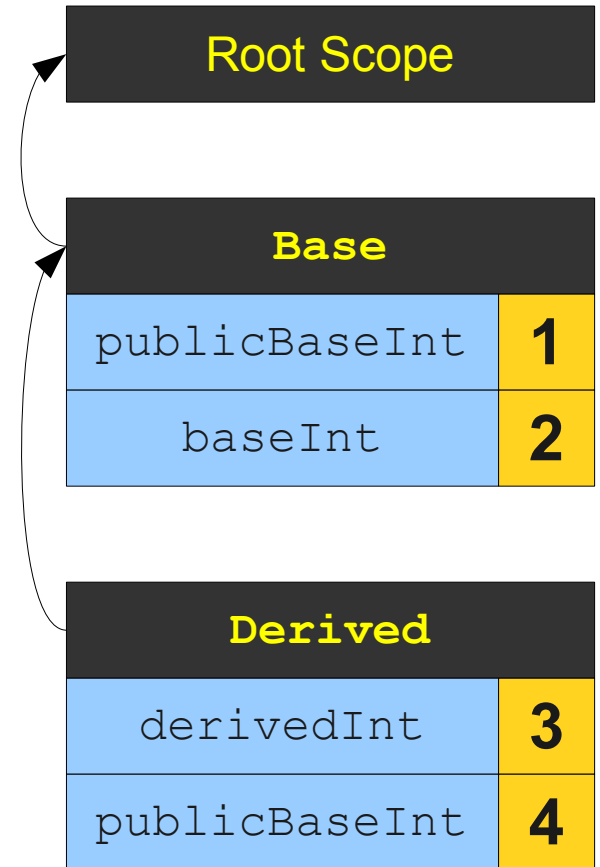 Root Scope
Base
publicBaseInt 1
baseInt 2
Derived
derivedInt 3
publicBaseInt 4